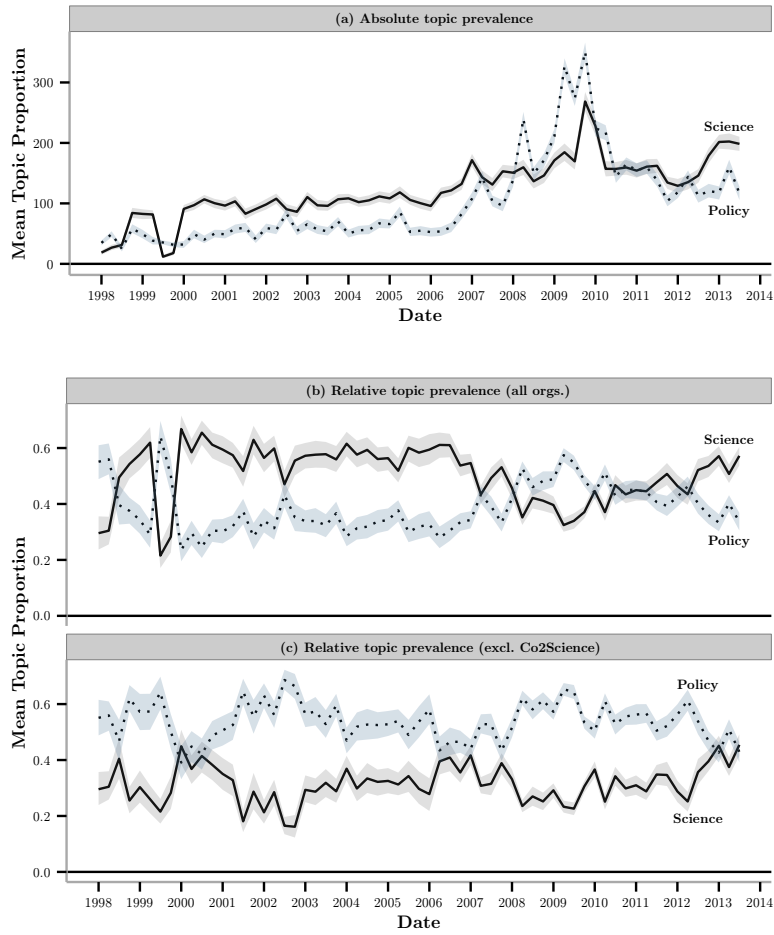 (a) Absolute topic prevalence
Mean Topic Proportion
300
200
100
0
Science
Policy
1998 1999 2000 2001 2002 2003 2004 2005 2006 2007 2008 2009 2010 2011 2012 2013 2014
Date
(b) Relative topic prevalence (all orgs.)
Mean Topic Proportion
0.6
0.4
0.2
0.0
Science
Policy
(c) Relative topic prevalence (excl. Co2Science)
0.6
0.4
0.2
0.0
Policy
Science
1998 1999 2000 2001 2002 2003 2004 2005 2006 2007 2008 2009 2010 2011 2012 2013 2014
Date